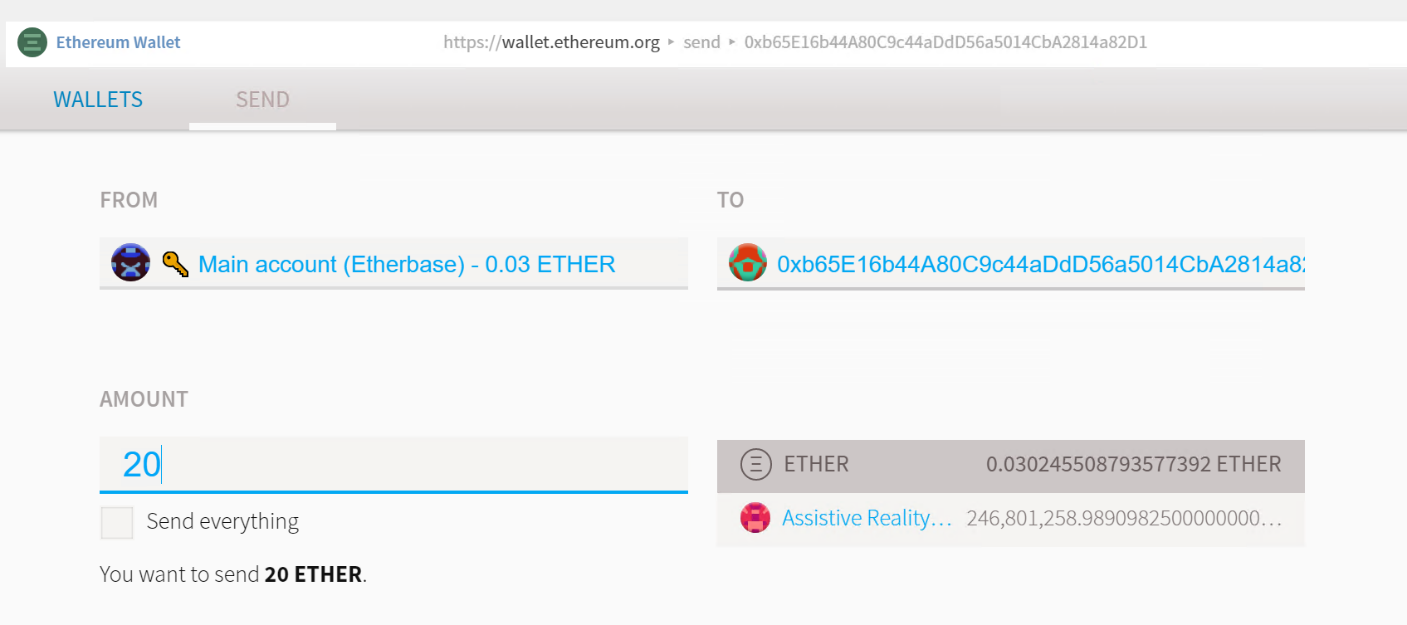 Ethereum Wallet https://wallet.ethereum.org ▸ send ▸ 0xb65E16b44A80C9c44aDdD56a5014CbA2814a82D1
WALLETS SEND
FROM TO
Main account (Etherbase) - 0.03 ETHER 0xb65E16b44A80C9c44aDdD56a5014CbA2814a82
AMOUNT
20 ETHER 0.030245508793577392 ETHER
Send everything Assistive Reality… 246,801,258.9890982500000000…
You want to send 20 ETHER.